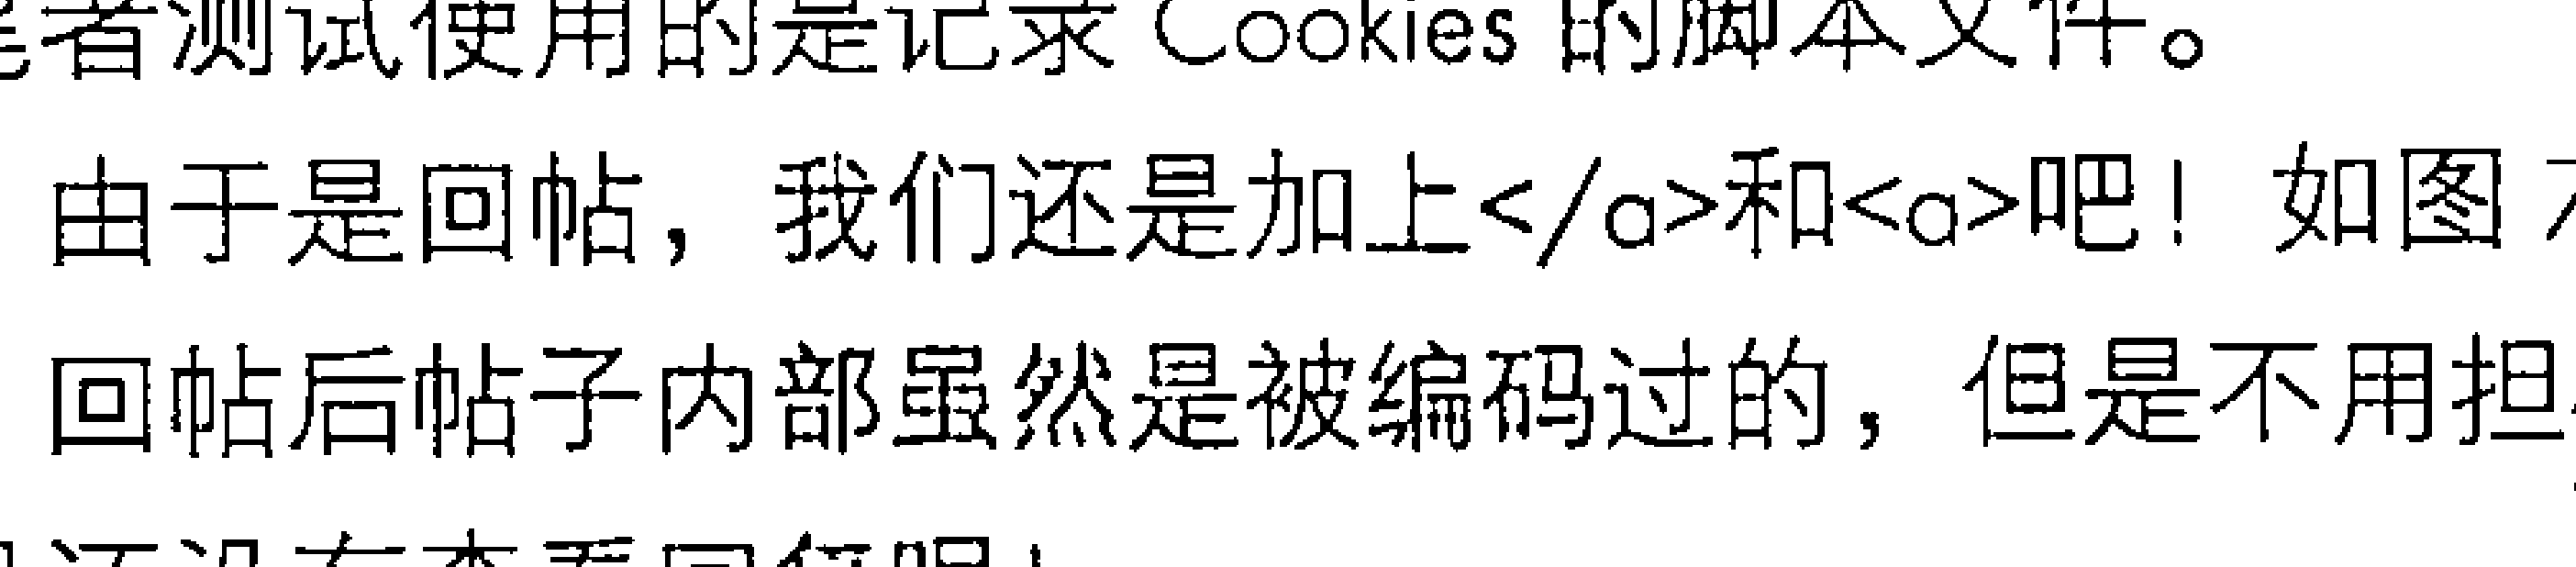 笔者测试使用的是记录 Cookies 的脚本文件。
由于是回帖，我们还是加上</a>和<a>吧！如图
回帖后帖子内部虽然是被编码过的，但是不用担